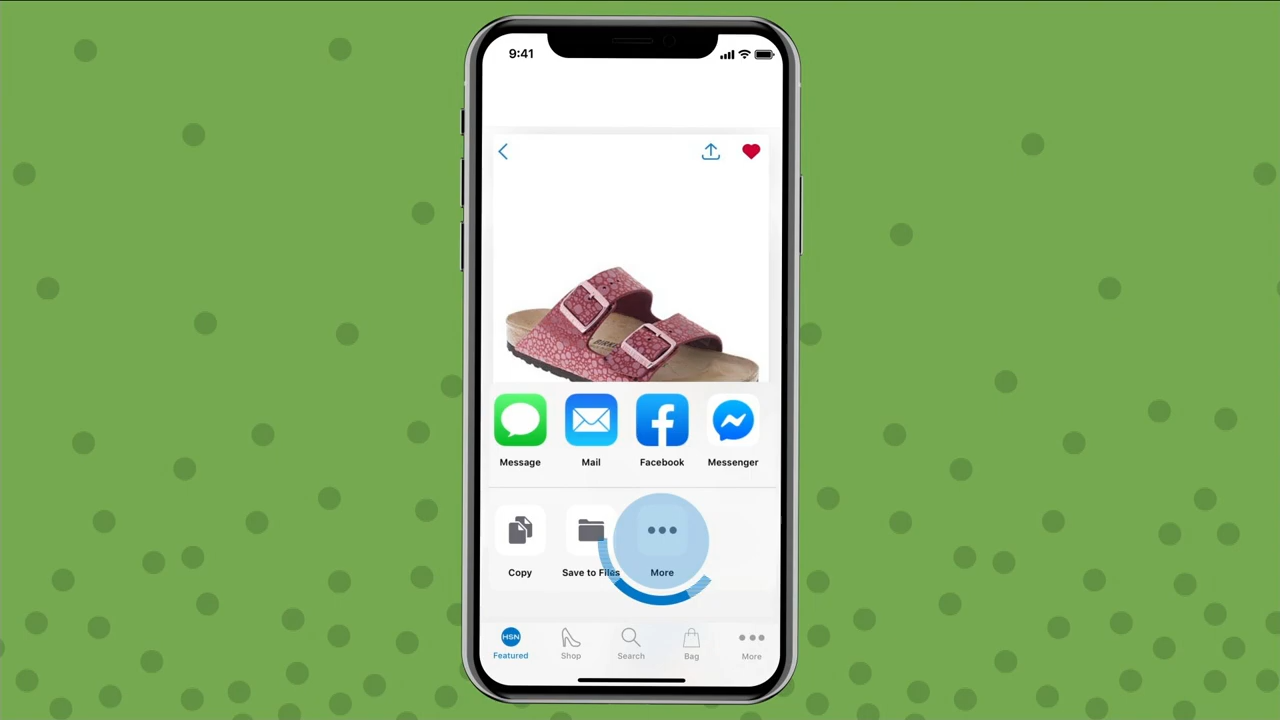 9:41
Message Mail Facebook Messenger
Copy Save to Files More
HSN
Featured Shop Search Bag More